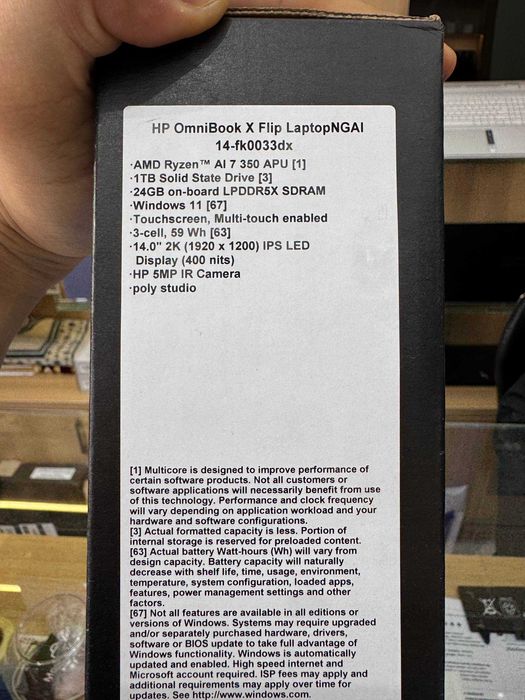 HP OmniBook X Flip LaptopNGAI
14-fk0033dx
·AMD Ryzen™ AI 7 350 APU [1]
·1TB Solid State Drive [3]
·24GB on-board LPDDR5X SDRAM
·Windows 11 [67]
·Touchscreen, Multi-touch enabled
·3-cell, 59 Wh [63]
·14.0" 2K (1920 x 1200) IPS LED
Display (400 nits)
·HP 5MP IR Camera
·poly studio
[1] Multicore is designed to improve performance of
certain software products. Not all customers or
software applications will necessarily benefit from use
of this technology. Performance and clock frequency
will vary depending on application workload and your
hardware and software configurations.
[3] Actual formatted capacity is less. Portion of
internal storage is reserved for preloaded content.
[63] Actual battery Watt-hours (Wh) will vary from
design capacity. Battery capacity will naturally
decrease with shelf life, time, usage, environment,
temperature, system configuration, loaded apps,
features, power management settings and other
factors.
[67] Not all features are available in all editions or
versions of Windows. Systems may require upgraded
and/or separately purchased hardware, drivers,
software or BIOS update to take full advantage of
Windows functionality. Windows is automatically
updated and enabled. High speed internet and
Microsoft account required. ISP fees may apply and
additional requirements may apply over time for
updates. See http://www.windows.com.